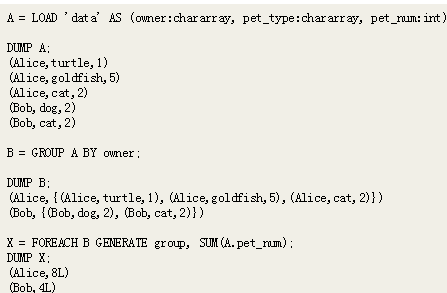 A = LOAD 'data' AS (owner:chararray, pet_type:chararray, pet_num:int)
DUMP A;
(Alice,turtle,1)
(Alice,goldfish,5)
(Alice,cat,2)
(Bob,dog,2)
(Bob,cat,2)
B = GROUP A BY owner;
DUMP B;
(Alice,{(Alice,turtle,1),(Alice,goldfish,5),(Alice,cat,2)})
(Bob,{(Bob,dog,2),(Bob,cat,2)})
X = FOREACH B GENERATE group, SUM(A.pet_num);
DUMP X;
(Alice,8L)
(Bob,4L)